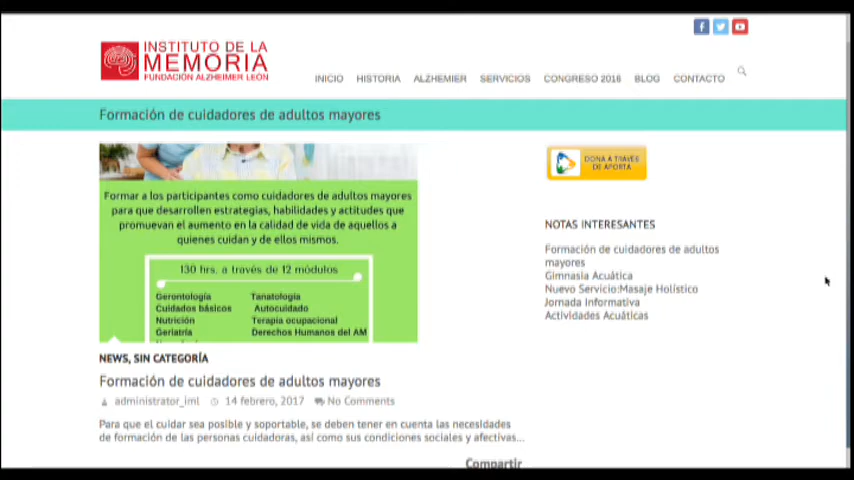 INSTITUTO DE LA
MEMORIA
FUNDACIÓN ALZHEIMER LEÓN
INICIO HISTORIA ALZHEMIER SERVICIOS CONGRESO 2016 BLOG CONTACTO
Formación de cuidadores de adultos mayores
Formar a los participantes como cuidadores de adultos mayores
para que desarrollen estrategias, habilidades y actitudes que
promuevan el aumento en la calidad de vida de aquellos a
quienes cuidan y de ellos mismos.
130 hrs. a través de 12 módulos
Gerontología Tanatología
Cuidados básicos Autocuidado
Nutrición Terapia ocupacional
Geriatría Derechos Humanos del AM
NEWS, SIN CATEGORÍA
Formación de cuidadores de adultos mayores
administrator_iml 14 febrero, 2017 No Comments
Para que el cuidar sea posible y soportable, se deben tener en cuenta las necesidades
de formación de las personas cuidadoras, así como sus condiciones sociales y afectivas...
Compartir
DONA A TRAVÉS
DE APORTA
NOTAS INTERESANTES
Formación de cuidadores de adultos
mayores
Gimnasia Acuática
Nuevo Servicio:Masaje Holístico
Jornada Informativa
Actividades Acuáticas